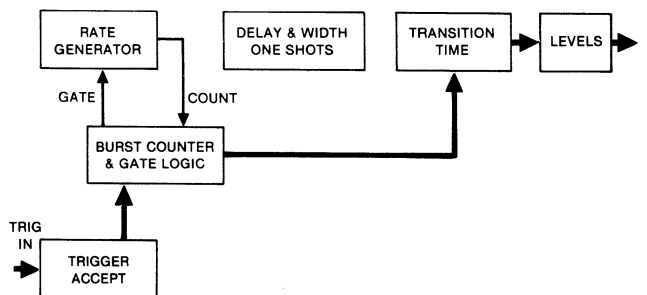 RATE
GENERATOR
DELAY & WIDTH
ONE SHOTS
TRANSITION
TIME
LEVELS
GATE
COUNT
BURST COUNTER
& GATE LOGIC
TRIG
IN
TRIGGER
ACCEPT